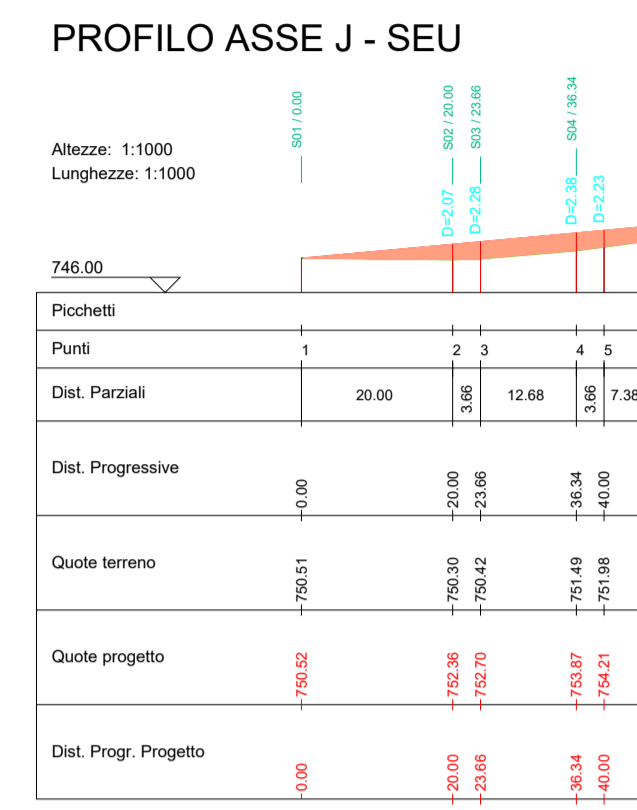 PROFILO ASSE J - SEU
S01 / 0.00
S02 / 20.00
S03 / 23.66
S04 / 36.34
Altezze: 1:1000
Lunghezze: 1:1000
D=2.07
D=2.28
D=2.38
D=2.23
746.00
Picchetti
Punti 1 2 3 4 5
Dist. Parziali 20.00 3.66 12.68 3.66 7.38
Dist. Progressive 0.00 20.00 23.66 36.34 40.00
Quote terreno 750.51 750.30 750.42 751.49 751.98
Quote progetto 750.52 752.36 752.70 753.87 754.21
Dist. Progr. Progetto 0.00 20.00 23.66 36.34 40.00